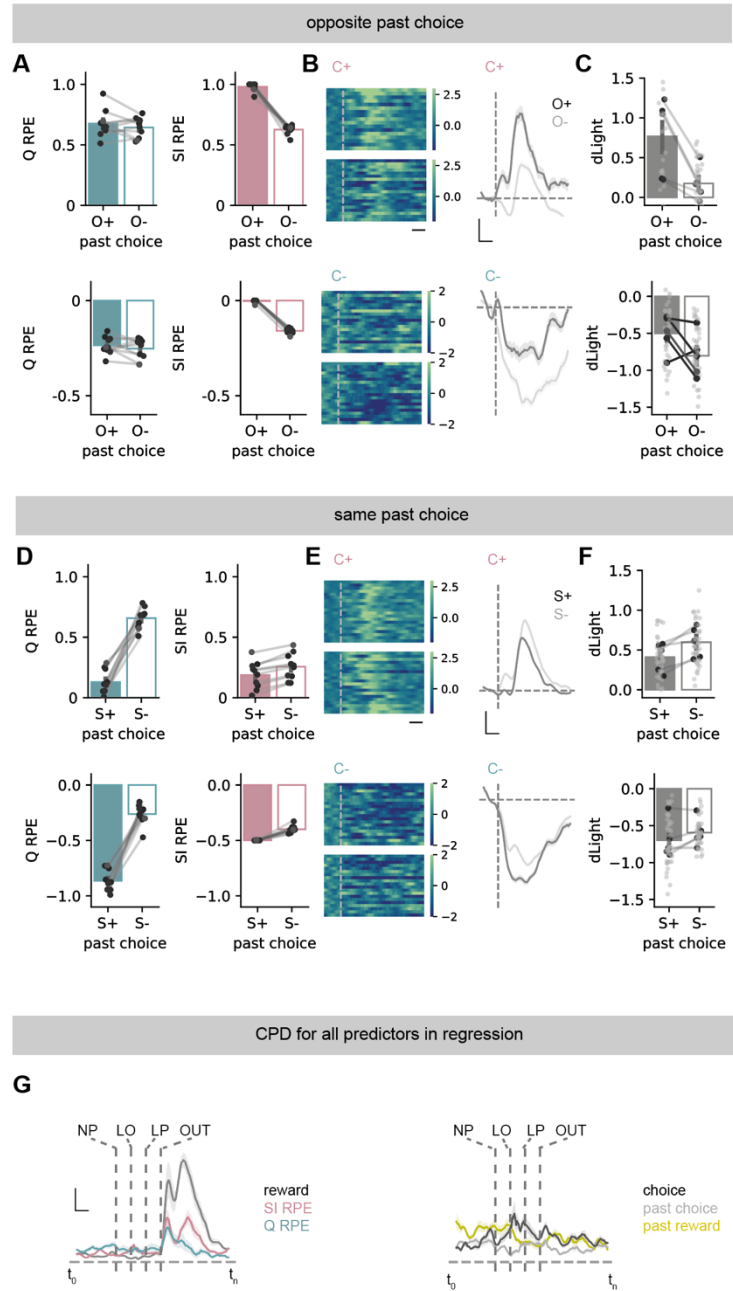 opposite past choice
A
B
C
C+
C+
1.0
0.5
0
Q RPE
O+ O-
past choice
1.0
0.5
0
SI RPE
O+ O-
past choice
2.5
0.0
2.5
0.0
O+
O-
1.5
1.0
0.5
0.0
dLight
O+ O-
past choice
C-
C-
0
-0.5
Q RPE
O+ O-
past choice
0
-0.5
SI RPE
O+ O-
past choice
2
0
−2
2
0
−2
0.0
−0.5
−1.0
−1.5
dLight
O+ O-
past choice
same past choice
D
E
F
C+
C+
1.0
0.5
0
Q RPE
S+ S-
past choice
1.0
0.5
0
SI RPE
S+ S-
past choice
2.5
0.0
2.5
0.0
S+
S-
1.5
1.0
0.5
0.0
dLight
S+ S-
past choice
C-
C-
0.0
−0.5
−1.0
Q RPE
S+ S-
past choice
0.0
−0.5
−1.0
SI RPE
S+ S-
past choice
2
0
−2
2
0
−2
0.0
−0.5
−1.0
−1.5
dLight
S+ S-
past choice
CPD for all predictors in regression
G
NP LO LP OUT
reward
SI RPE
Q RPE
t0 tn
NP LO LP OUT
choice
past choice
past reward
t0 tn